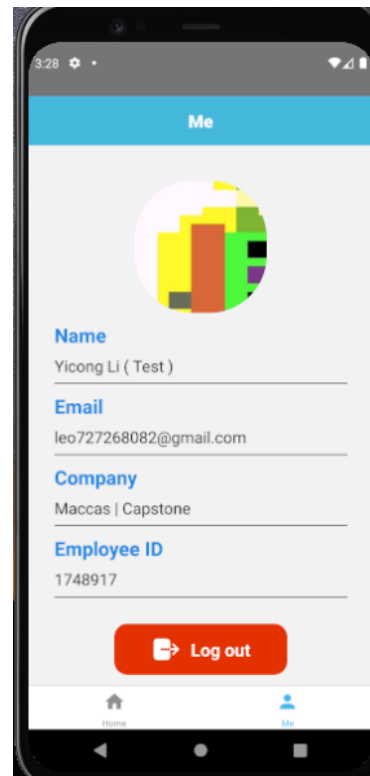 3:28
Me
Name
Yicong Li ( Test )
Email
leo727268082@gmail.com
Company
Maccas | Capstone
Employee ID
1748917
Log out
Home
Me